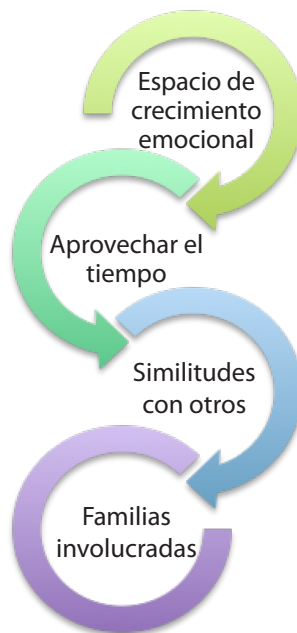 Espacio de
crecimiento
emocional
Aprovechar el
tiempo
Similitudes
con otros
Familias
involucradas